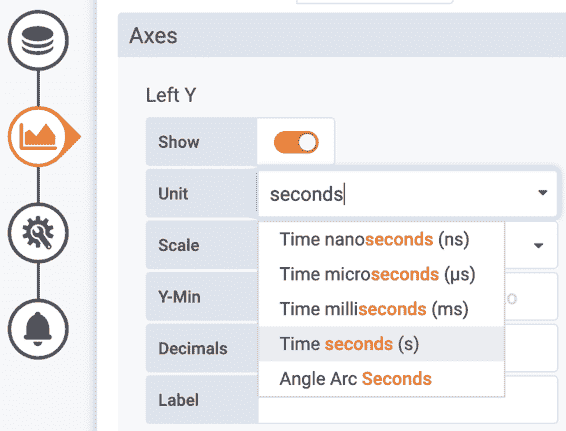 Axes
Left Y
Show
Unit
seconds
Scale
Time nanoseconds (ns)
Time microseconds (µs)
Y-Min
Time milliseconds (ms)
Decimals
Time seconds (s)
Angle Arc Seconds
Label